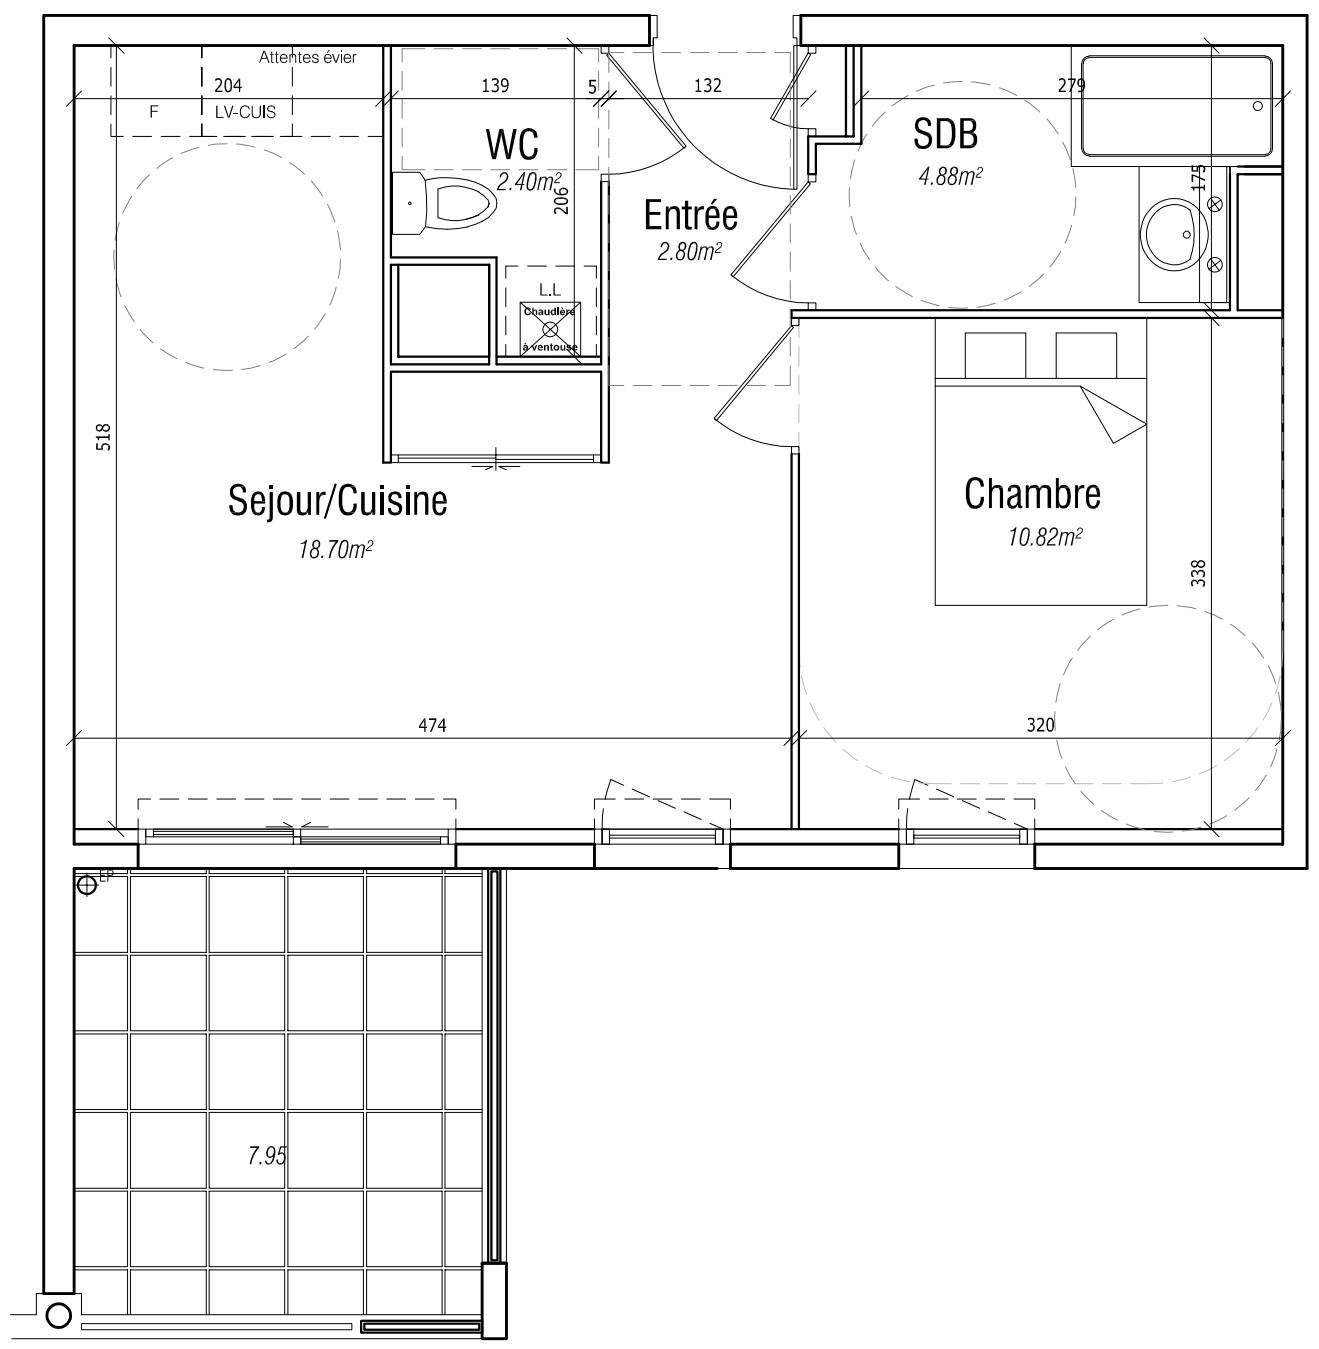 Attentes évier
204
139
5
132
279
F
LV-CUIS
WC
2.40m²
206
SDB
4.88m²
175
Entrée
2.80m²
L.L
Chaudière
à ventouse
518
Sejour/Cuisine
18.70m²
Chambre
10.82m²
338
474
320
EP
7.95